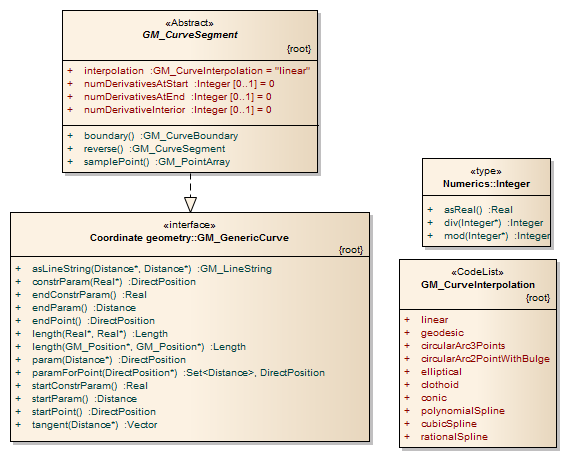 «Abstract»
GM_CurveSegment
{root}
+ interpolation :GM_CurveInterpolation = "linear"
+ numDerivativesAtStart :Integer [0..1] = 0
+ numDerivativesAtEnd :Integer [0..1] = 0
+ numDerivativeInterior :Integer [0..1] = 0
+ boundary() :GM_CurveBoundary
+ reverse() :GM_CurveSegment
+ samplePoint() :GM_PointArray
«interface»
Coordinate geometry::GM_GenericCurve
{root}
+ asLineString(Distance*, Distance*) :GM_LineString
+ constrParam(Real*) :DirectPosition
+ endConstrParam() :Real
+ endParam() :Distance
+ endPoint() :DirectPosition
+ length(Real*, Real*) :Length
+ length(GM_Position*, GM_Position*) :Length
+ param(Distance*) :DirectPosition
+ paramForPoint(DirectPosition*) :Set<Distance>, DirectPosition
+ startConstrParam() :Real
+ startParam() :Distance
+ startPoint() :DirectPosition
+ tangent(Distance*) :Vector
«type»
Numerics::Integer
+ asReal() :Real
+ div(Integer*) :Integer
+ mod(Integer*) :Integer
«CodeList»
GM_CurveInterpolation
{root}
+ linear
+ geodesic
+ circularArc3Points
+ circularArc2PointWithBulge
+ elliptical
+ clothoid
+ conic
+ polynomialSpline
+ cubicSpline
+ rationalSpline